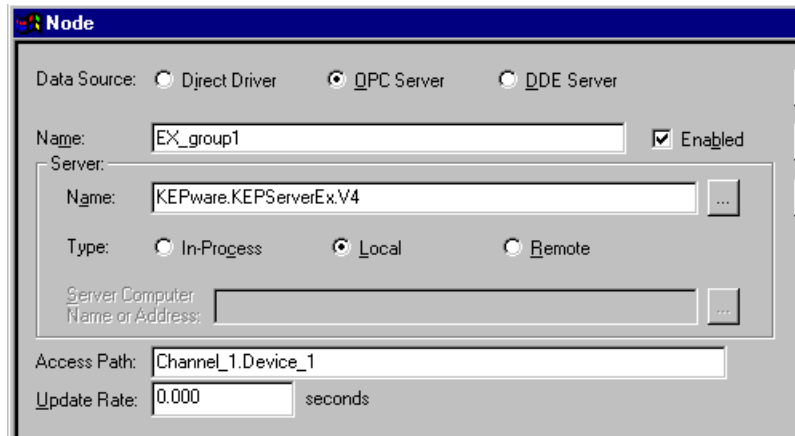 Node
Data Source: Direct Driver OPC Server DDE Server
Name: EX_group1 Enabled
Server:
Name: KEPware.KEPServerEx.V4 ...
Type: In-Process Local Remote
Server Computer
Name or Address: ...
Access Path: Channel_1.Device_1
Update Rate: 0.000 seconds